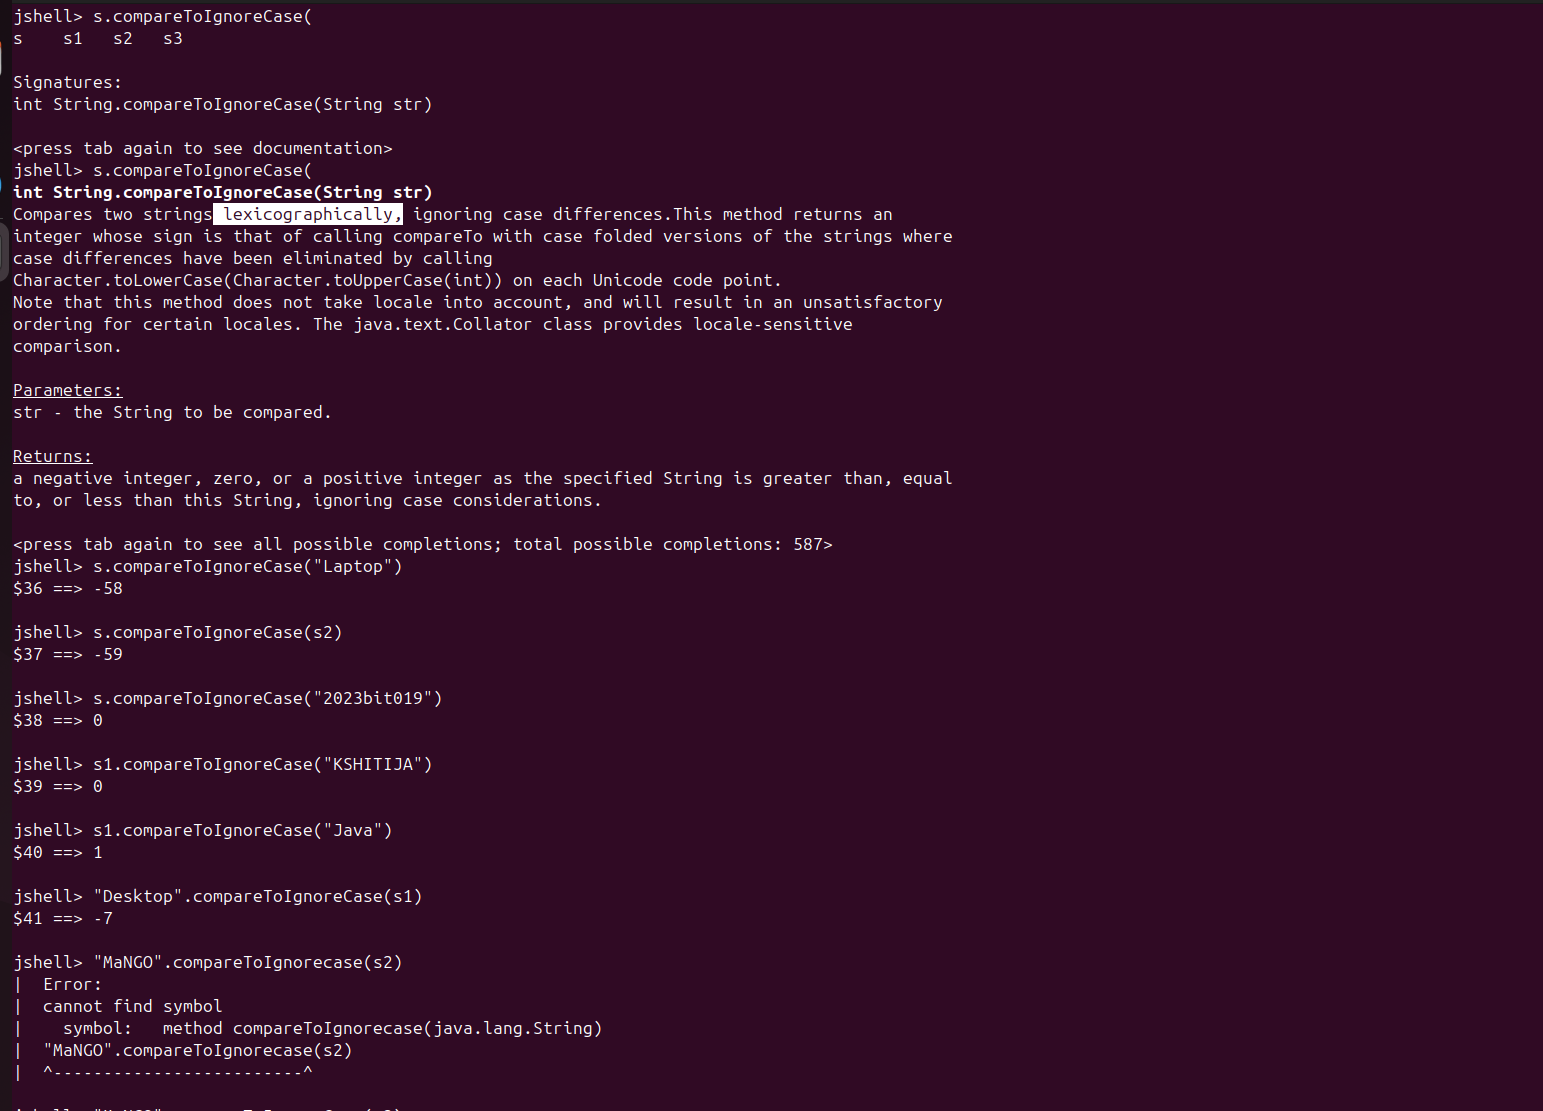 jshell> s.compareToIgnoreCase(
s    s1   s2   s3
Signatures:
int String.compareToIgnoreCase(String str)
<press tab again to see documentation>
jshell> s.compareToIgnoreCase(
int String.compareToIgnoreCase(String str)
Compares two strings lexicographically, ignoring case differences.This method returns an
integer whose sign is that of calling compareTo with case folded versions of the strings where
case differences have been eliminated by calling
Character.toLowerCase(Character.toUpperCase(int)) on each Unicode code point.
Note that this method does not take locale into account, and will result in an unsatisfactory
ordering for certain locales. The java.text.Collator class provides locale-sensitive
comparison.
Parameters:
str - the String to be compared.
Returns:
a negative integer, zero, or a positive integer as the specified String is greater than, equal
to, or less than this String, ignoring case considerations.
<press tab again to see all possible completions; total possible completions: 587>
jshell> s.compareToIgnoreCase("Laptop")
$36 ==> -58
jshell> s.compareToIgnoreCase(s2)
$37 ==> -59
jshell> s.compareToIgnoreCase("2023bit019")
$38 ==> 0
jshell> s1.compareToIgnoreCase("KSHITIJA")
$39 ==> 0
jshell> s1.compareToIgnoreCase("Java")
$40 ==> 1
jshell> "Desktop".compareToIgnoreCase(s1)
$41 ==> -7
jshell> "MaNGO".compareToIgnorecase(s2)
|  Error:
|  cannot find symbol
|    symbol:   method compareToIgnorecase(java.lang.String)
|  "MaNGO".compareToIgnorecase(s2)
|  ^-------------------------^